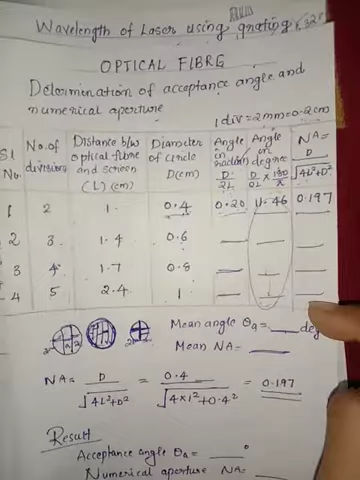 Wavelength of Laser using grating
OPTICAL FIBRE
Determination of acceptance angle and
numerical aperture
1 div = 2mm = 0.2cm
Sl No. | No. of divisions | Distance b/w optical fibre and screen (L) (cm) | Diameter of circle D(cm) | Angle in radian D/2L | Angle in degree D/2L × 180/π | NA = D/√4L²+D²
1 | 2 | 1. | 0.4 | 0.20 | 11.46 | 0.197
2 | 3 | 1.4 | 0.6 | — | — | —
3 | 4 | 1.7 | 0.8 | — | — | —
4 | 5 | 2.4 | 1 | — | — | —
Mean angle θa = ___ deg
Mean NA = ___
NA = D/√4L²+D² = 0.4/√4×1²+0.4² = 0.197
Result
Acceptance angle θa = ___°
Numerical aperture NA= __